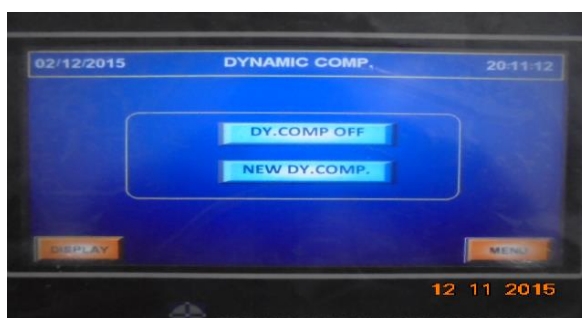 02/12/2015 DYNAMIC COMP. 20:11:12
DY.COMP OFF
NEW DY.COMP.
DISPLAY MENU
12 11 2015